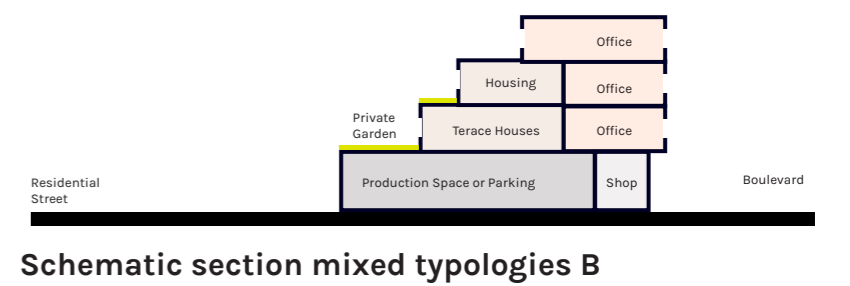 Office
Housing
Office
Private
Garden
Terace Houses
Office
Residential
Street
Production Space or Parking
Shop
Boulevard
Schematic section mixed typologies B